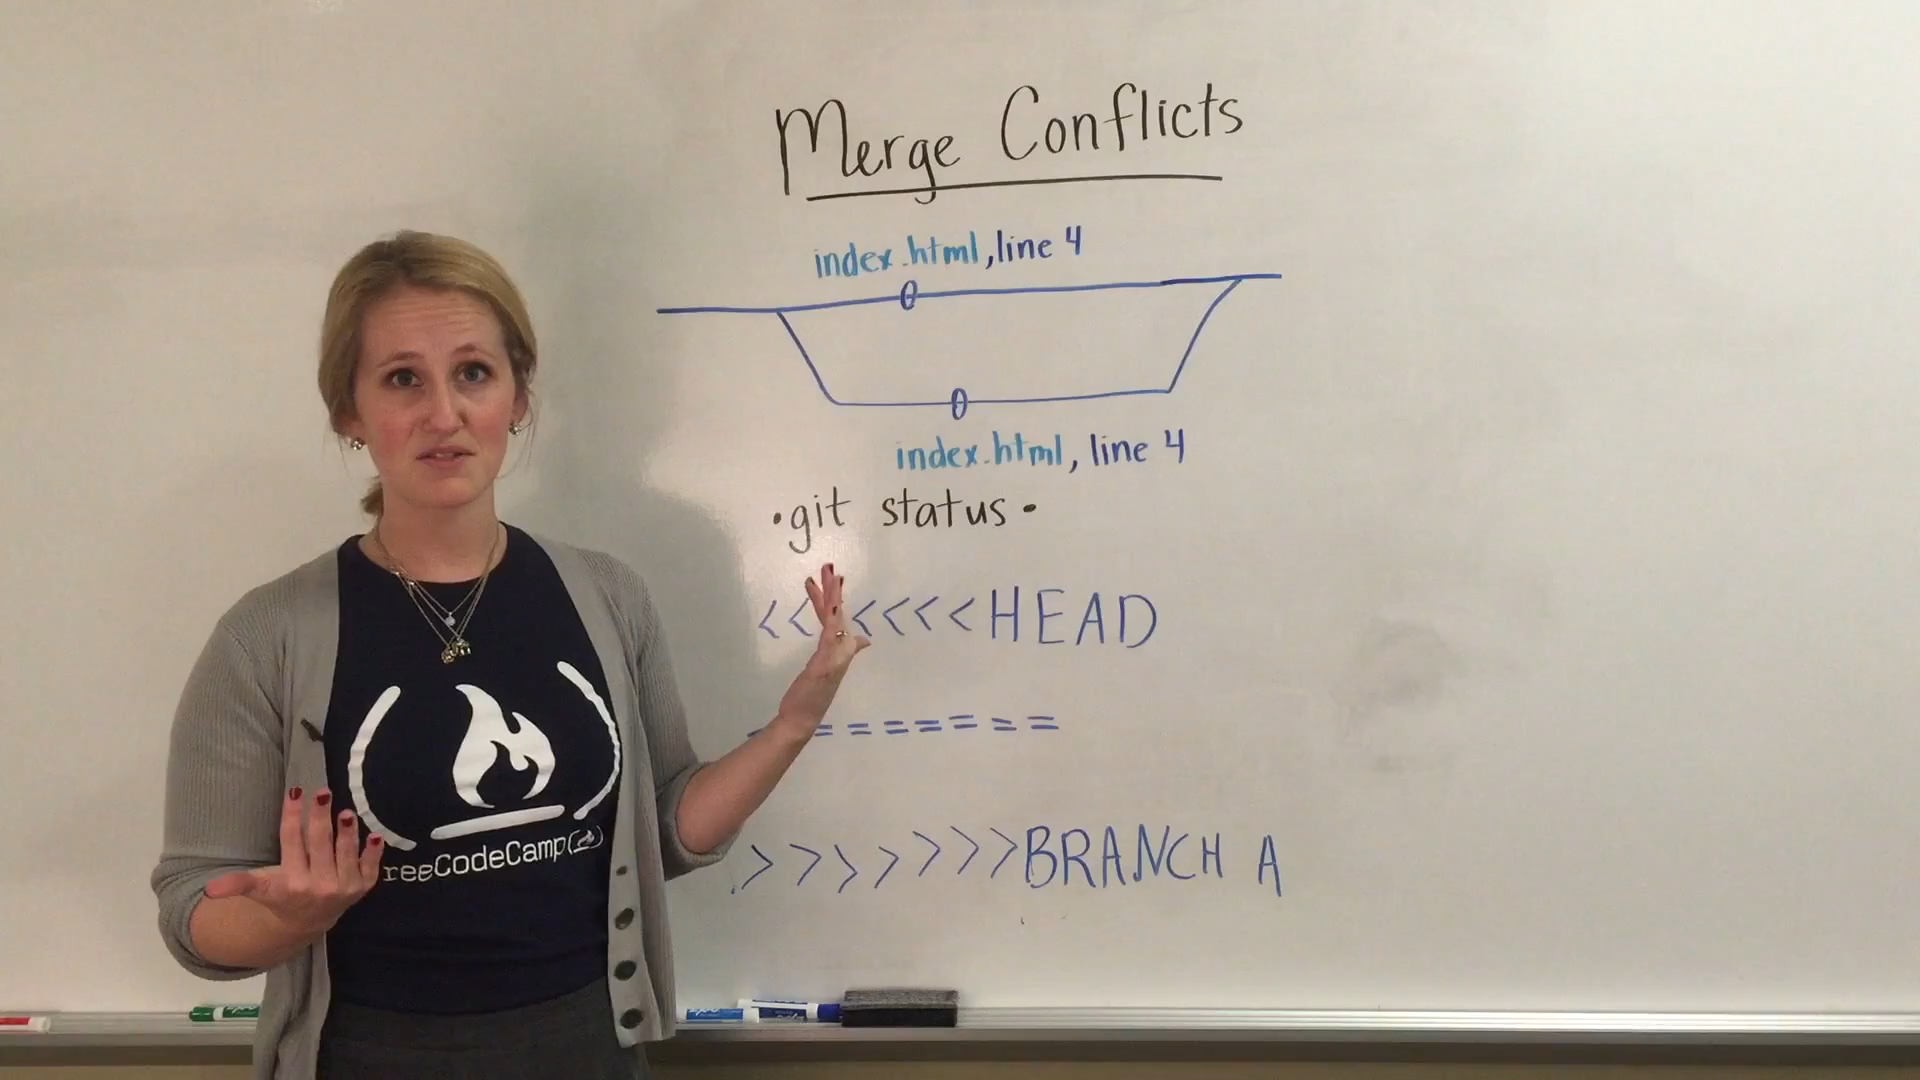 Merge Conflicts
index.html, line 4
index.html, line 4
•git status•
<<<<<<<HEAD
========
>>>>>>>>BRANCH A
reeCodeCamp(